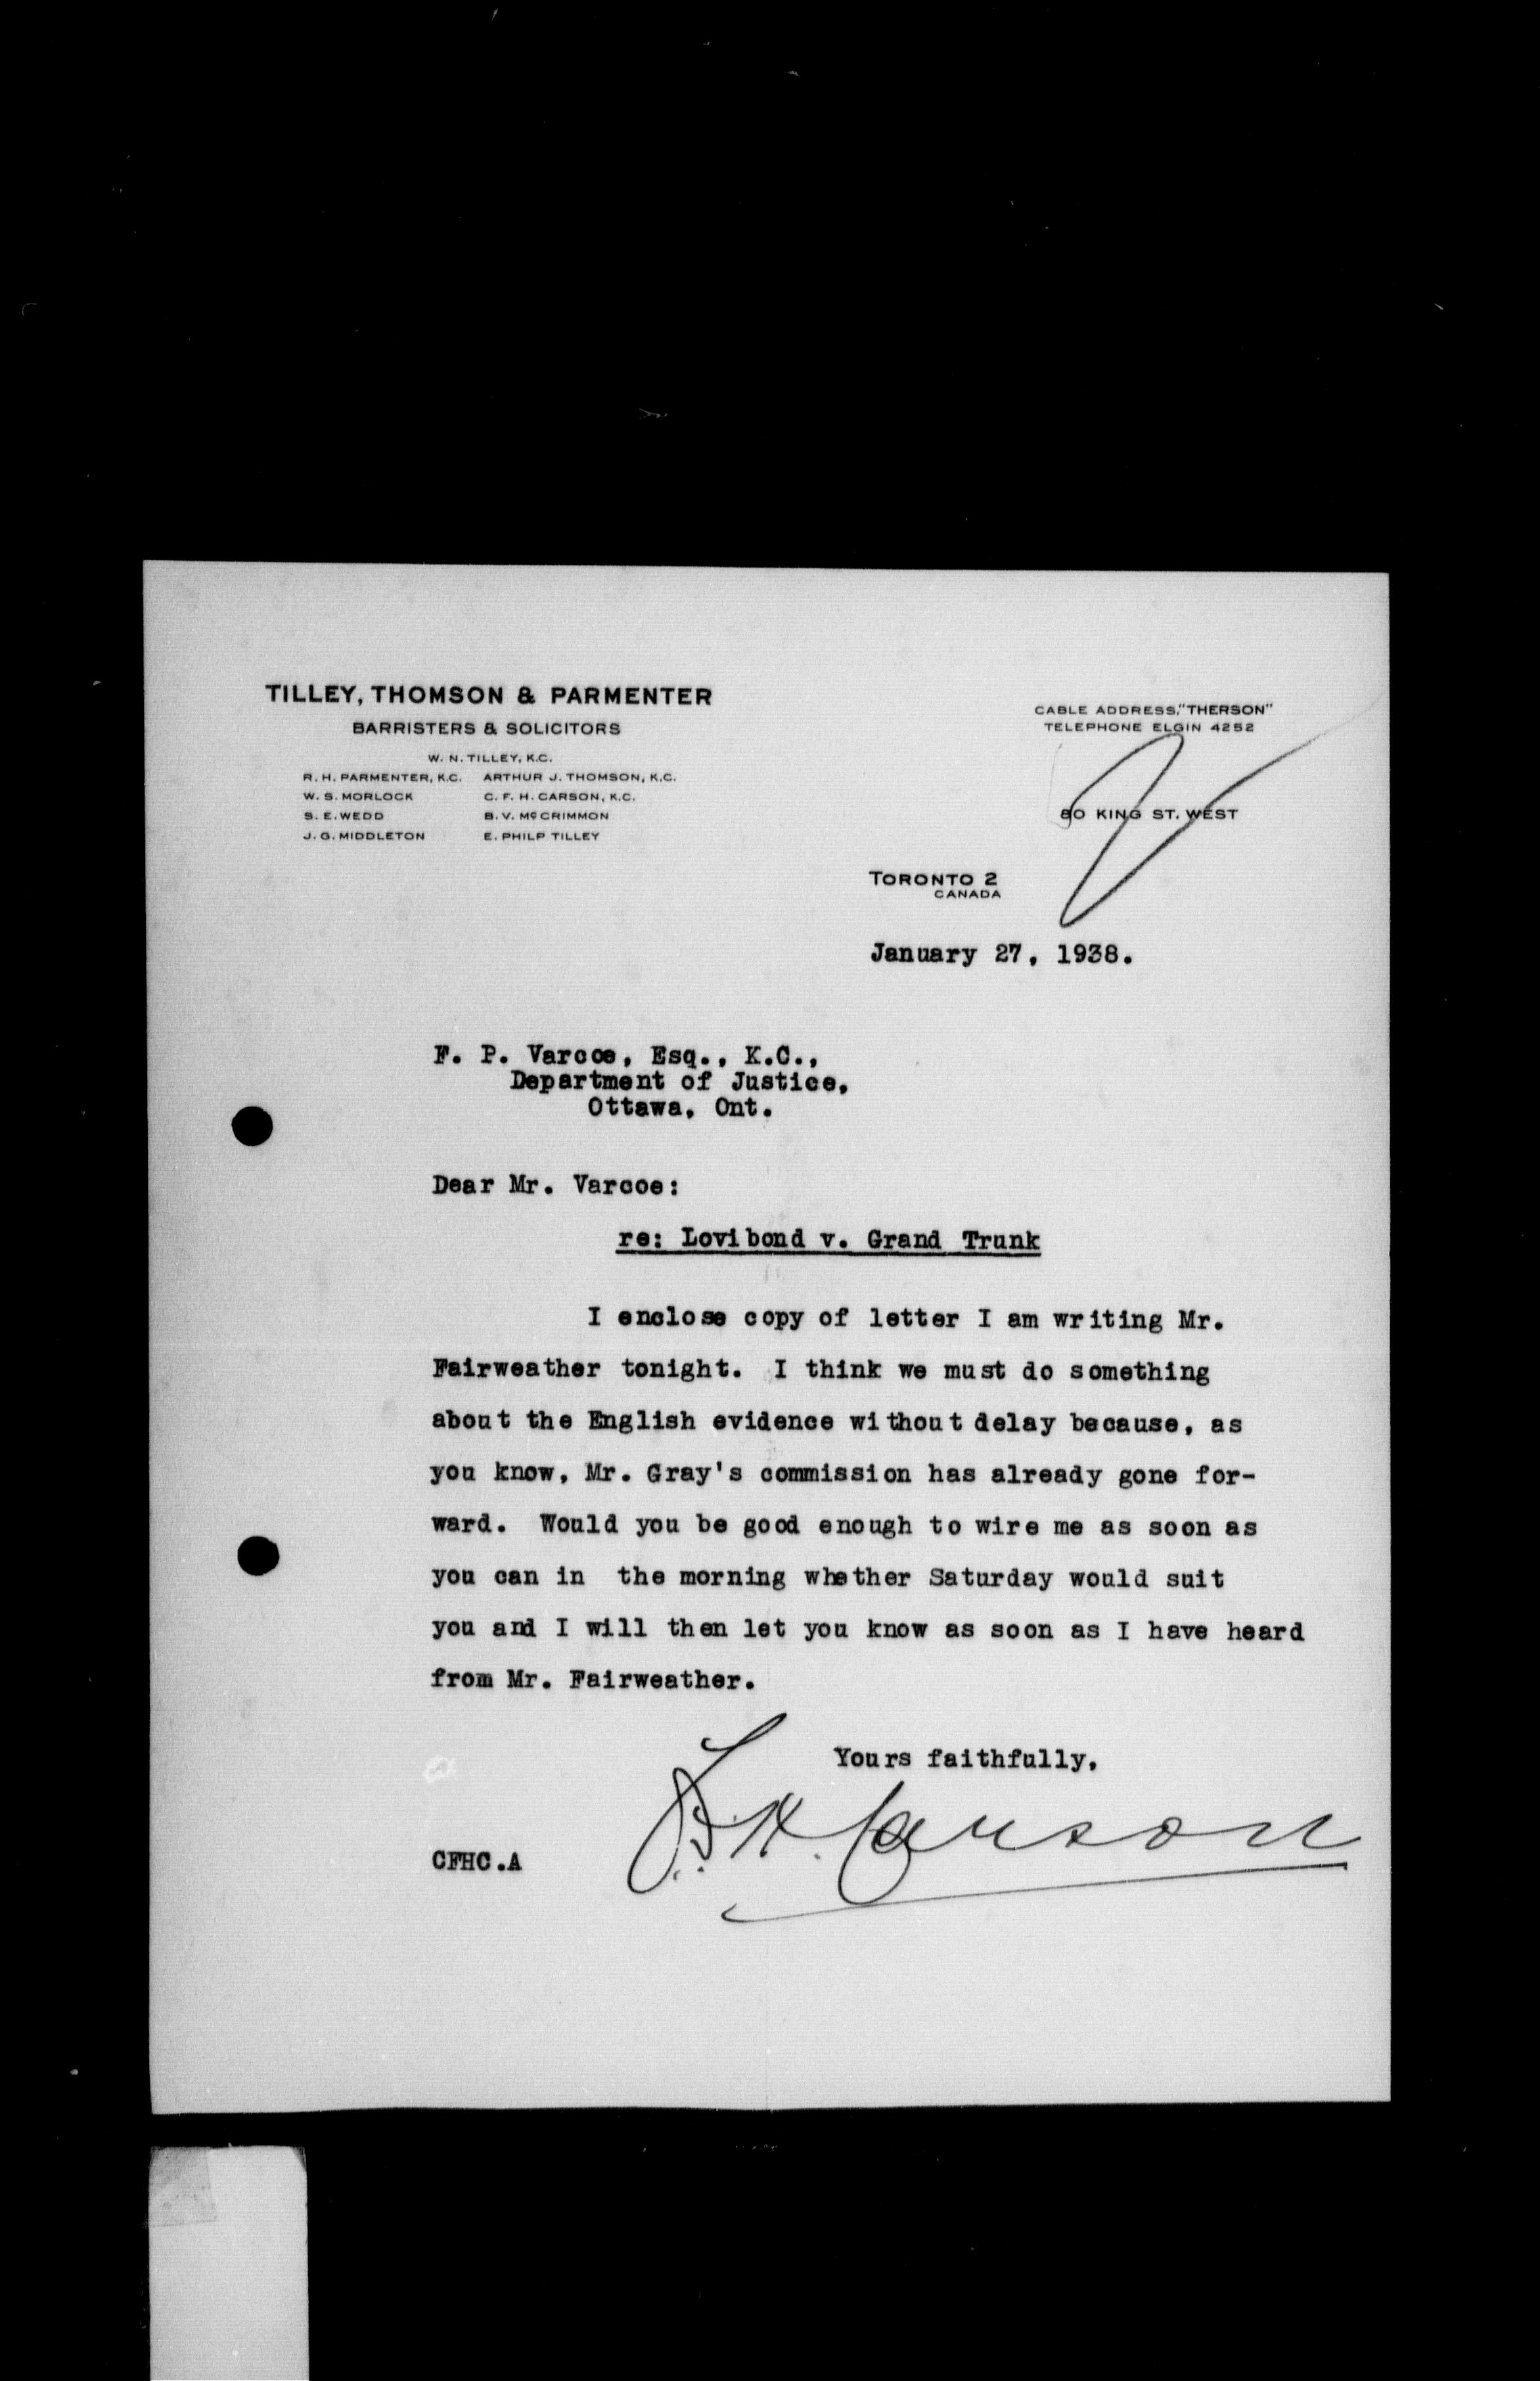 TILLEY, THOMSON & PARMENTER
BARRISTERS & SOLICITORS
W. N. TILLEY, K.C.
R. H. PARMENTER, K.C. ARTHUR J. THOMSON, K.C.
W. S. MORLOCK C. F. H. CARSON, K.C.
S. E. WEDD B. V. McCRIMMON
J. G. MIDDLETON E. PHILP TILLEY
CABLE ADDRESS, "THERSON"
TELEPHONE ELGIN 4252
80 KING ST. WEST
TORONTO 2
CANADA
January 27, 1938.
F. P. Varcoe, Esq., K.C.,
Department of Justice,
Ottawa, Ont.
Dear Mr. Varcoe:
re: Lovibond v. Grand Trunk
I enclose copy of letter I am writing Mr.
Fairweather tonight. I think we must do something
about the English evidence without delay because, as
you know, Mr. Gray's commission has already gone for-
ward. Would you be good enough to wire me as soon as
you can in the morning whether Saturday would suit
you and I will then let you know as soon as I have heard
from Mr. Fairweather.
Yours faithfully,
C.F.H. Carson
CFHC.A